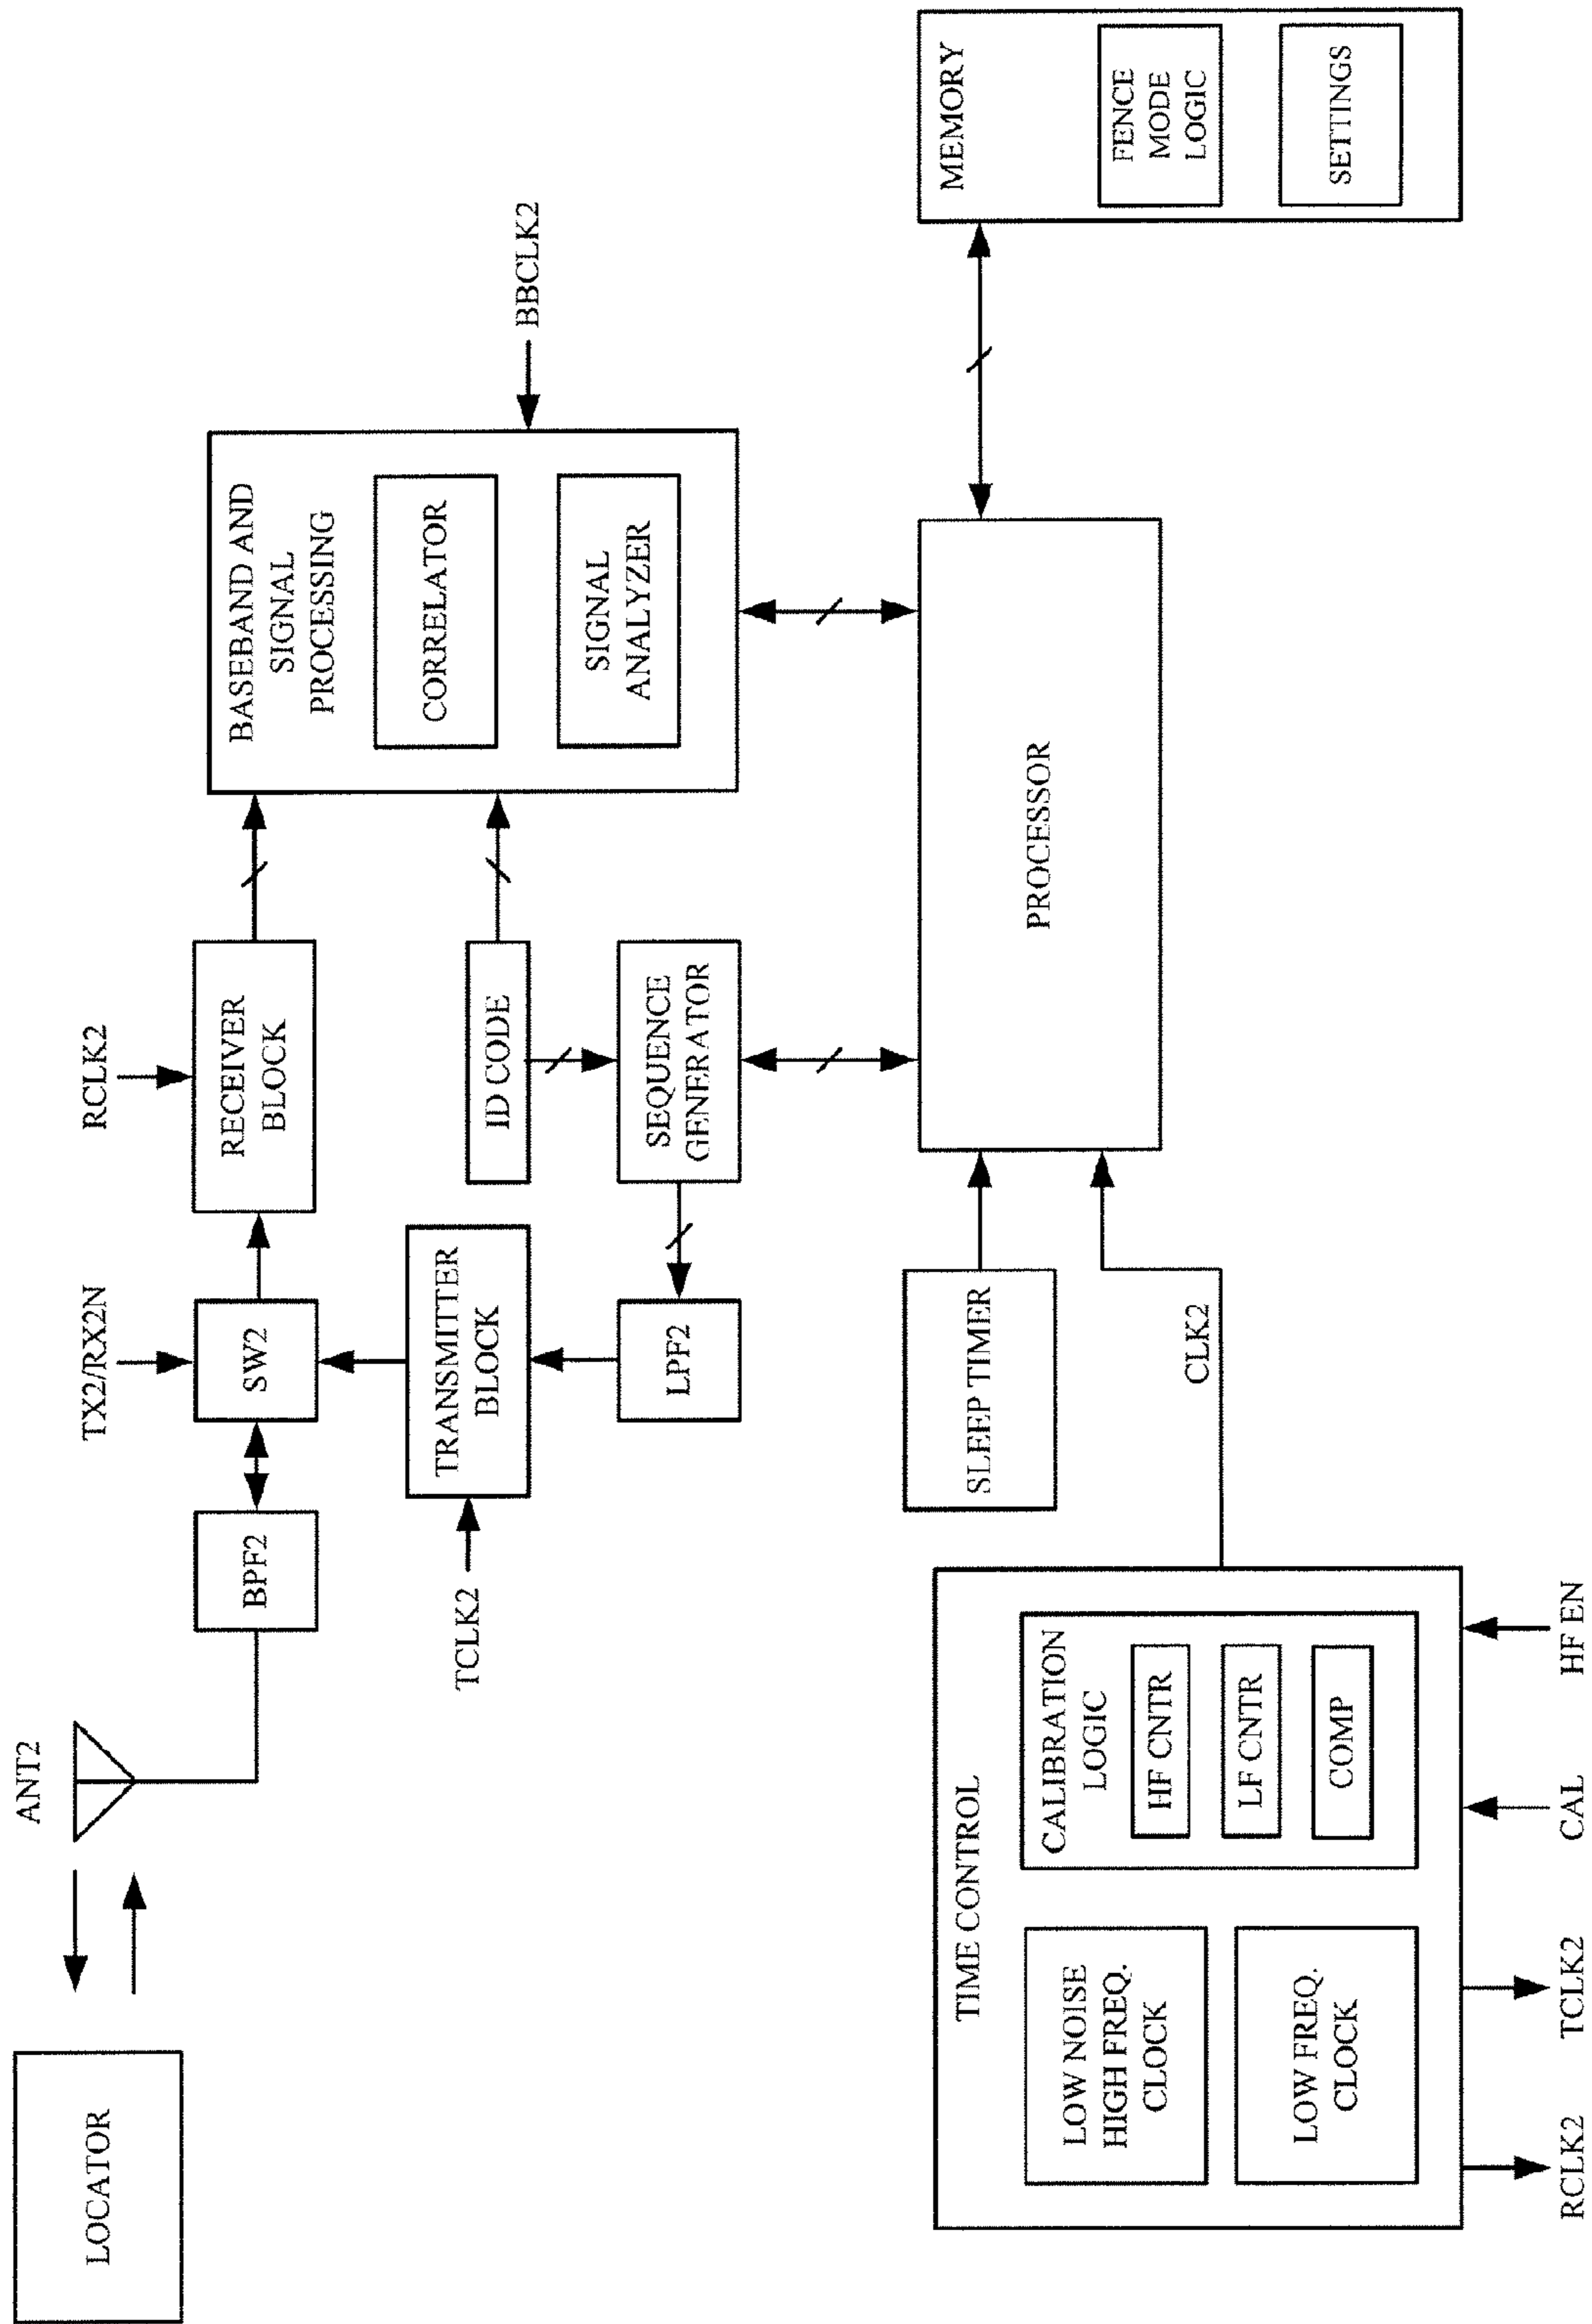 LOCATOR
ANT2
BPF2
TX2/RX2N
SW2
RCLK2
RECEIVER
BLOCK
BASEBAND AND
SIGNAL
PROCESSING
CORRELATOR
SIGNAL
ANALYZER
BBCLK2
TCLK2
TRANSMITTER
BLOCK
ID CODE
LPF2
SEQUENCE
GENERATOR
TIME CONTROL
LOW NOISE
HIGH FREQ.
CLOCK
LOW FREQ.
CLOCK
CALIBRATION
LOGIC
HF CNTR
LF CNTR
COMP
SLEEP TIMER
CLK2
PROCESSOR
MEMORY
FENCE
MODE
LOGIC
SETTINGS
RCLK2
TCLK2
CAL
HF EN